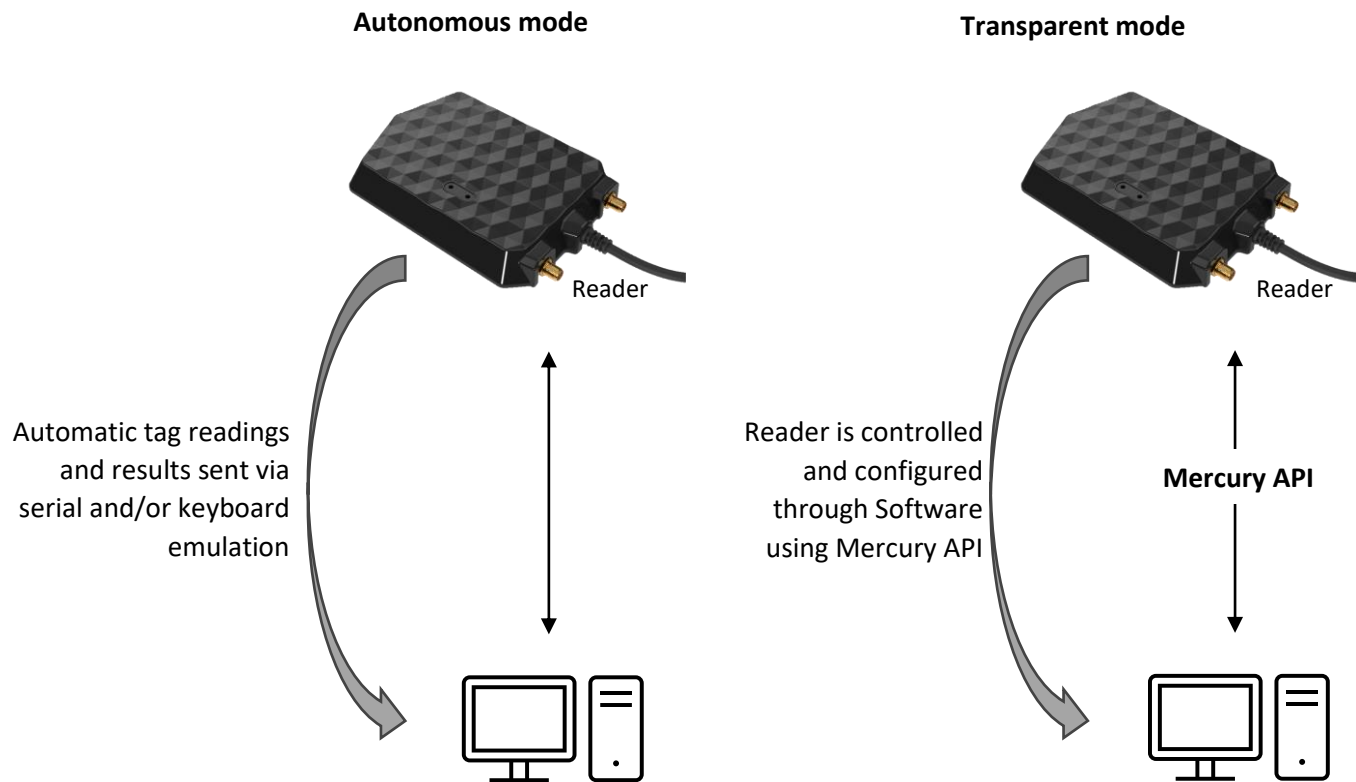 Autonomous mode
Reader
Automatic tag readings
and results sent via
serial and/or keyboard
emulation
Transparent mode
Reader
Reader is controlled
and configured
through Software
using Mercury API
Mercury API